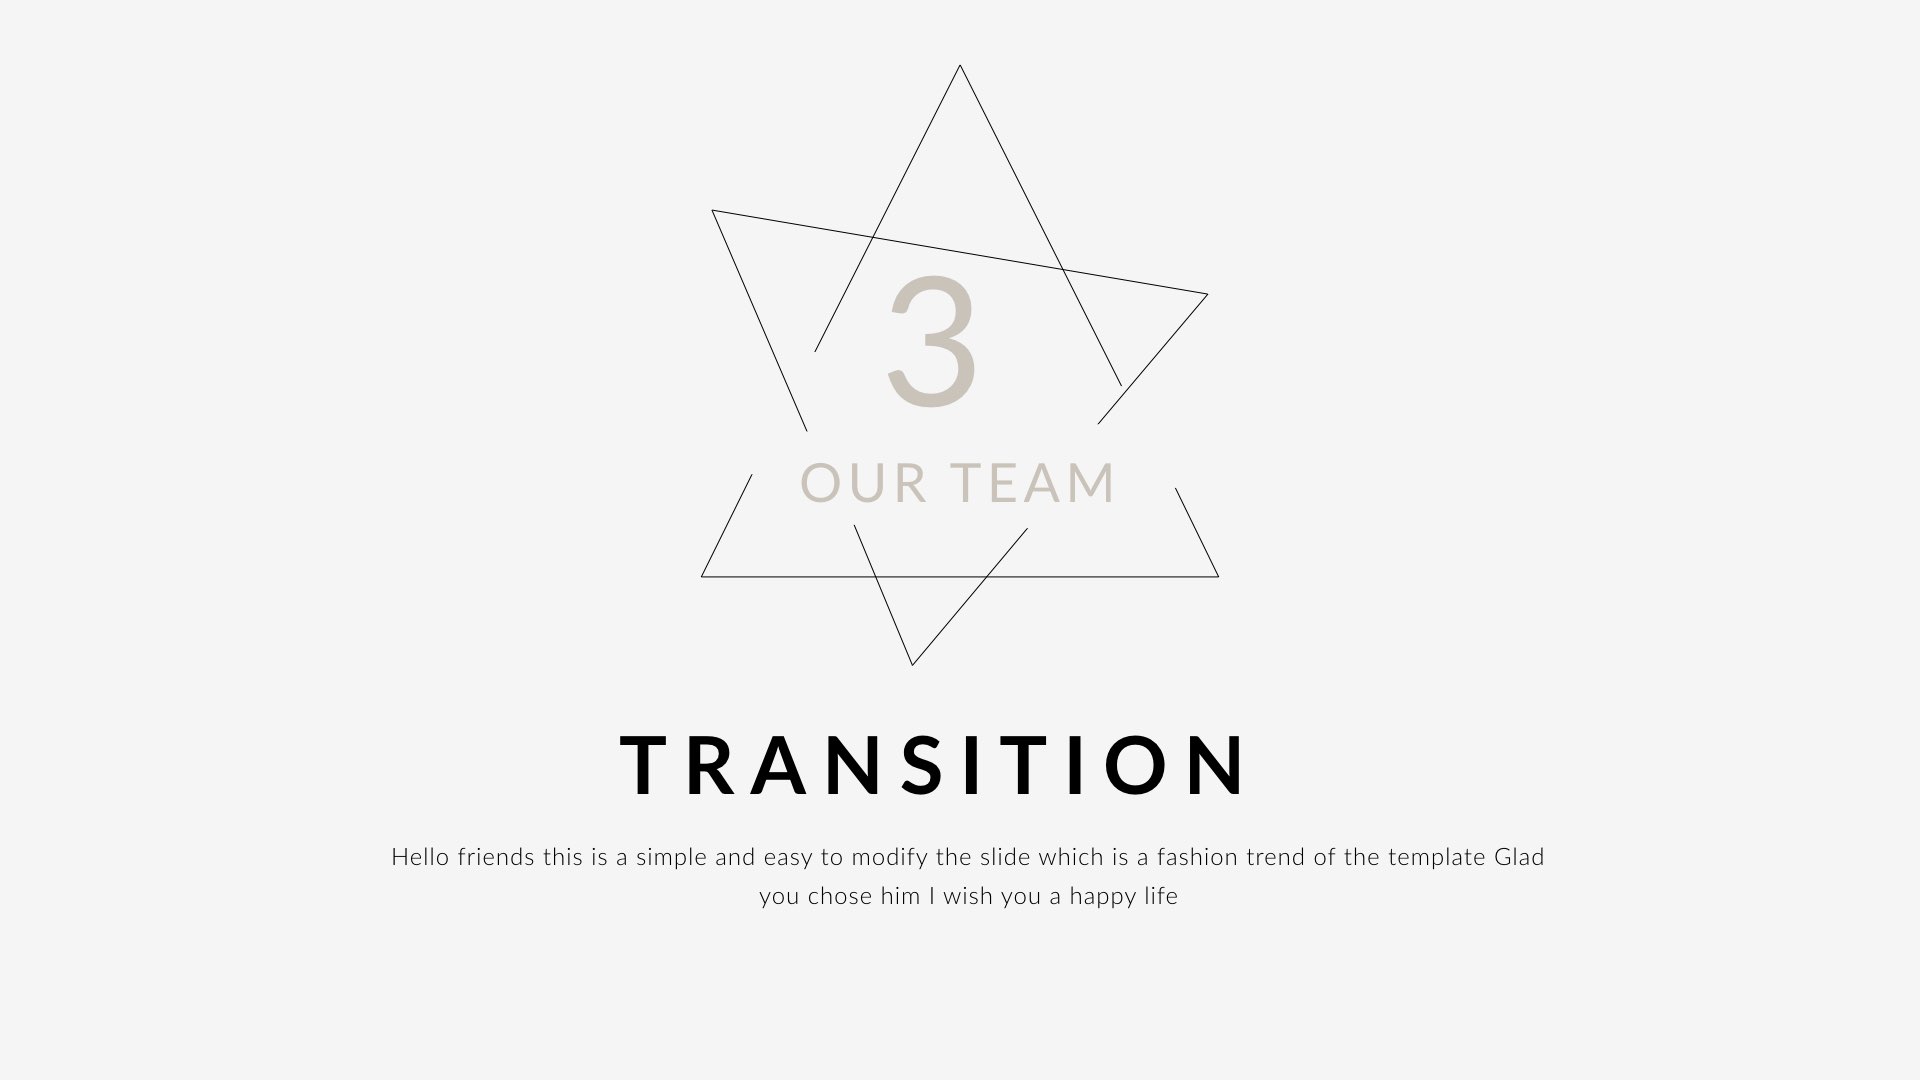 3
OUR TEAM
TRANSITION
Hello friends this is a simple and easy to modify the slide which is a fashion trend of the template Glad
you chose him I wish you a happy life